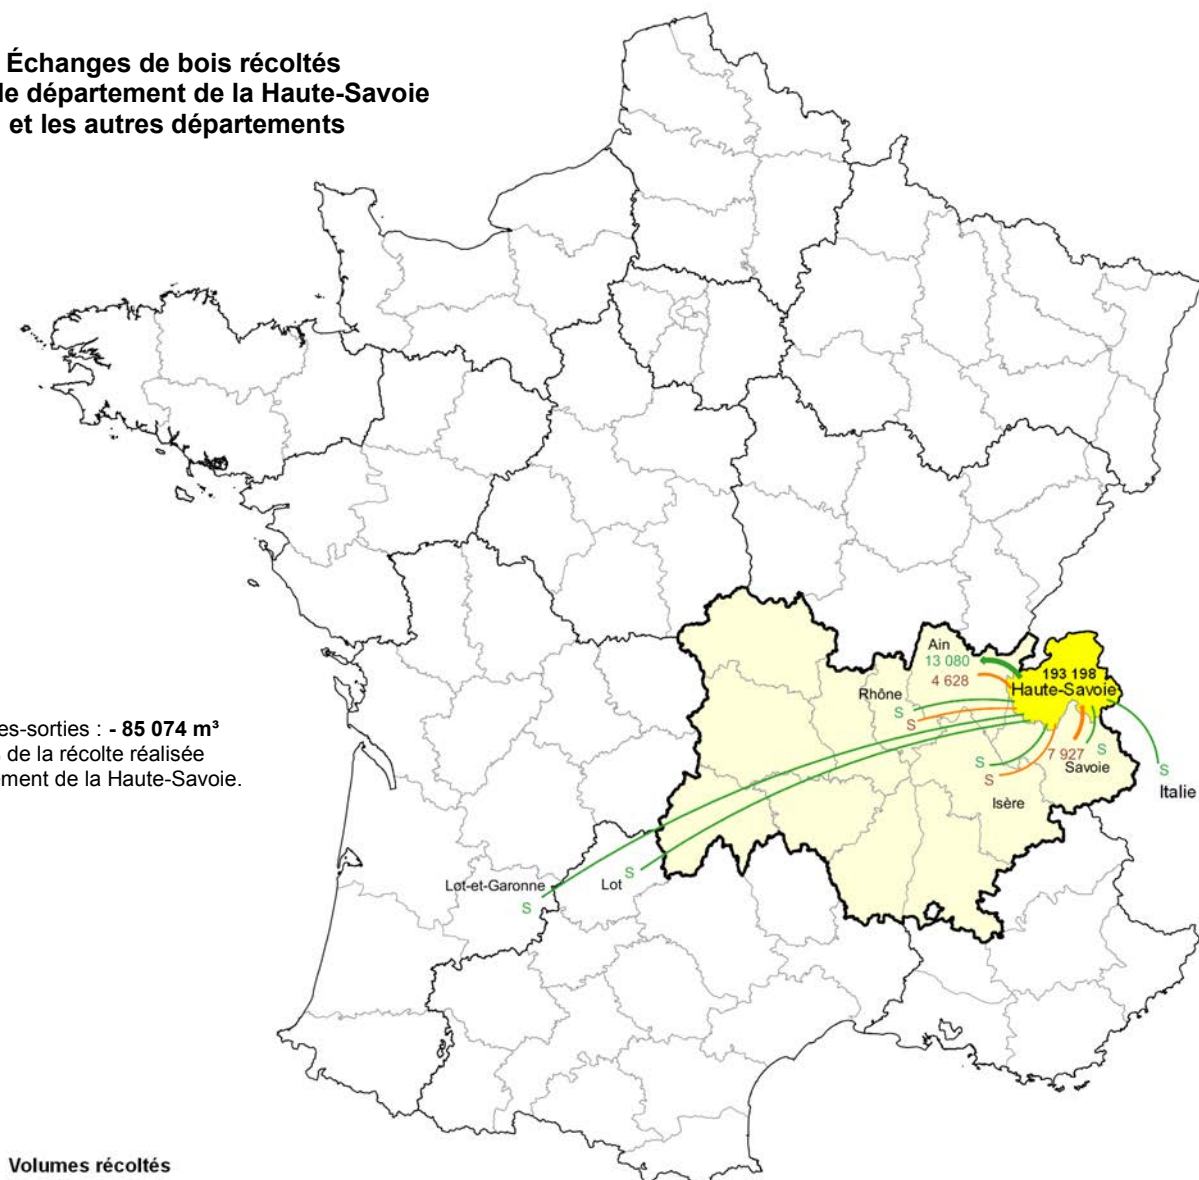 Échanges de bois récoltés
le département de la Haute-Savoie
et les autres départements
Ain
13 080
4 628
193 198
Haute-Savoie
Rhône
S
S
es-sorties : - 85 074 m³
de la récolte réalisée
ement de la Haute-Savoie.
S
S
7 927
S
Savoie
S
Italie
Isère
Lot-et-Garonne
S
Lot
S
Volumes récoltés